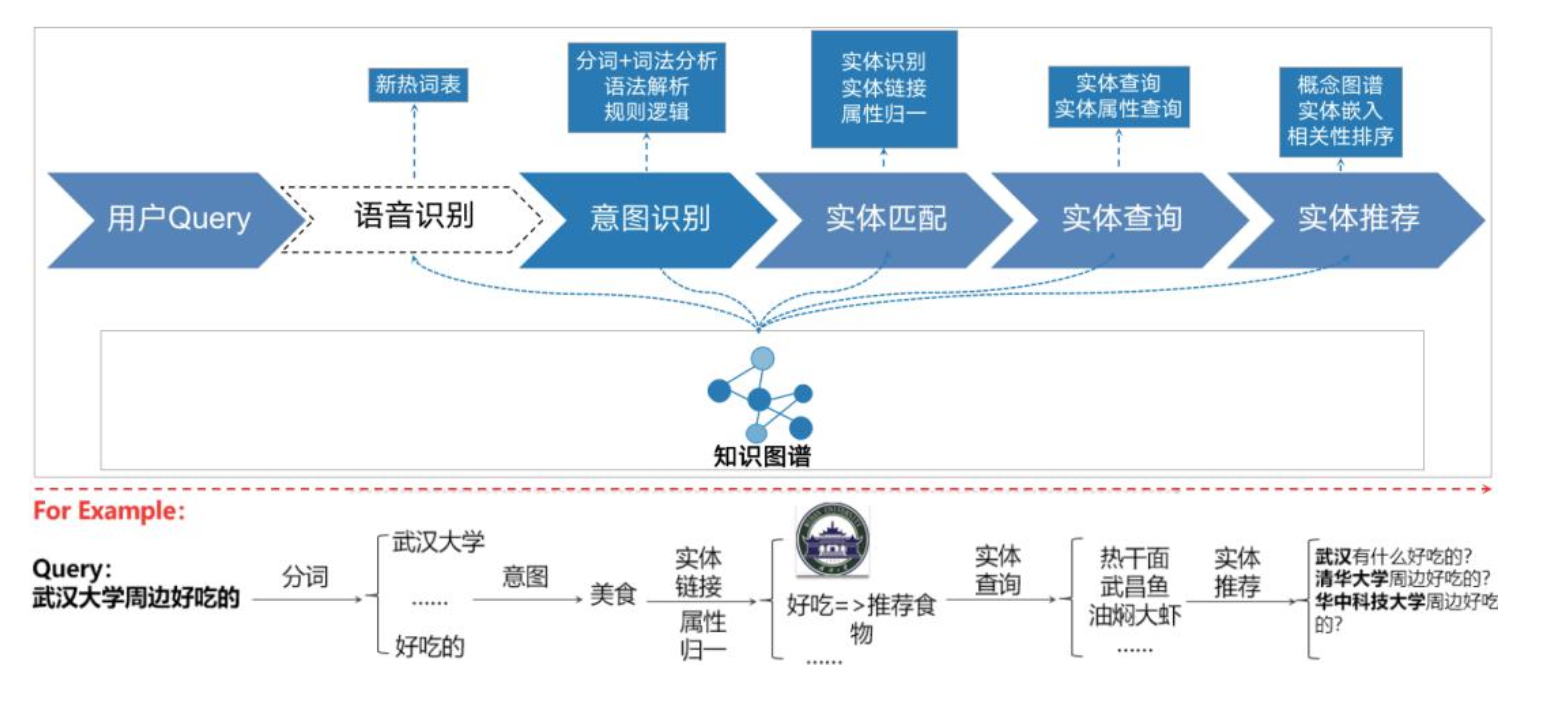 新热词表
分词+词法分析
语法解析
规则逻辑
实体识别
实体链接
属性归一
实体查询
实体属性查询
概念图谱
实体嵌入
相关性排序
用户Query
语音识别
意图识别
实体匹配
实体查询
实体推荐
知识图谱
For Example:
Query:
武汉大学周边好吃的
分词
武汉大学
......
好吃的
意图
美食
实体
链接
属性
归一
好吃=>推荐食
物
......
实体
查询
热干面
武昌鱼
油焖大虾
......
实体
推荐
武汉有什么好吃的?
清华大学周边好吃的?
华中科技大学周边好吃
的?